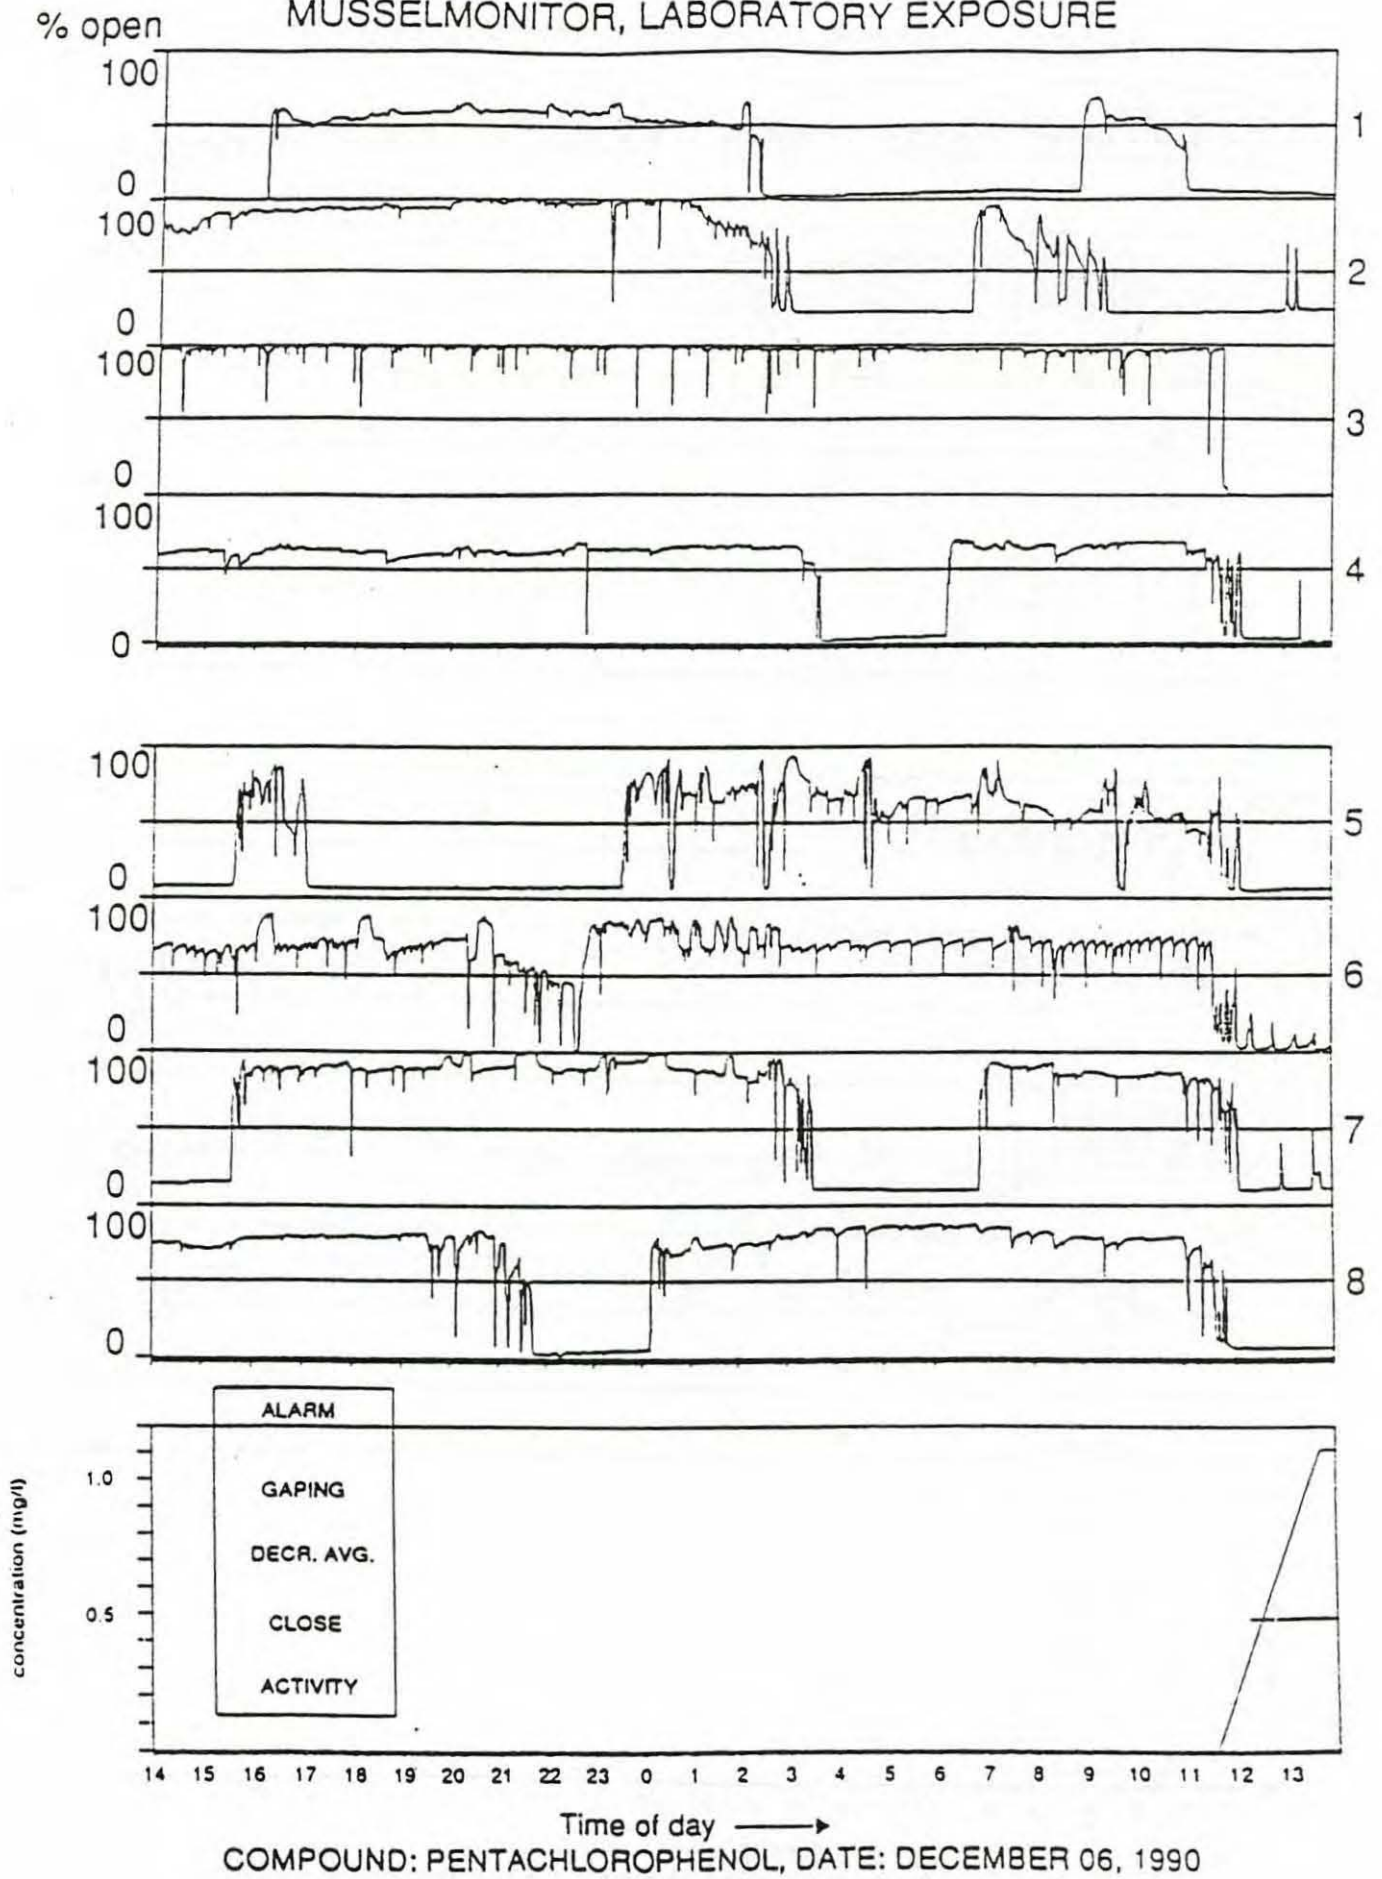 MUSSELMONITOR, LABORATORY EXPOSURE
% open
100
0
1
100
0
2
100
0
3
100
0
4
100
0
5
100
0
6
100
0
7
100
0
8
ALARM
GAPING
DECR. AVG.
CLOSE
ACTIVITY
concentration (mg/l)
1.0
0.5
14 15 16 17 18 19 20 21 22 23 0 1 2 3 4 5 6 7 8 9 10 11 12 13
Time of day
COMPOUND: PENTACHLOROPHENOL, DATE: DECEMBER 06, 1990